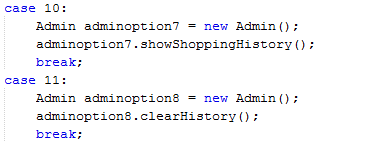 case 10:
Admin adminoption7 = new Admin();
adminoption7.showShoppingHistory();
break;
case 11:
Admin adminoption8 = new Admin();
adminoption8.clearHistory();
break;